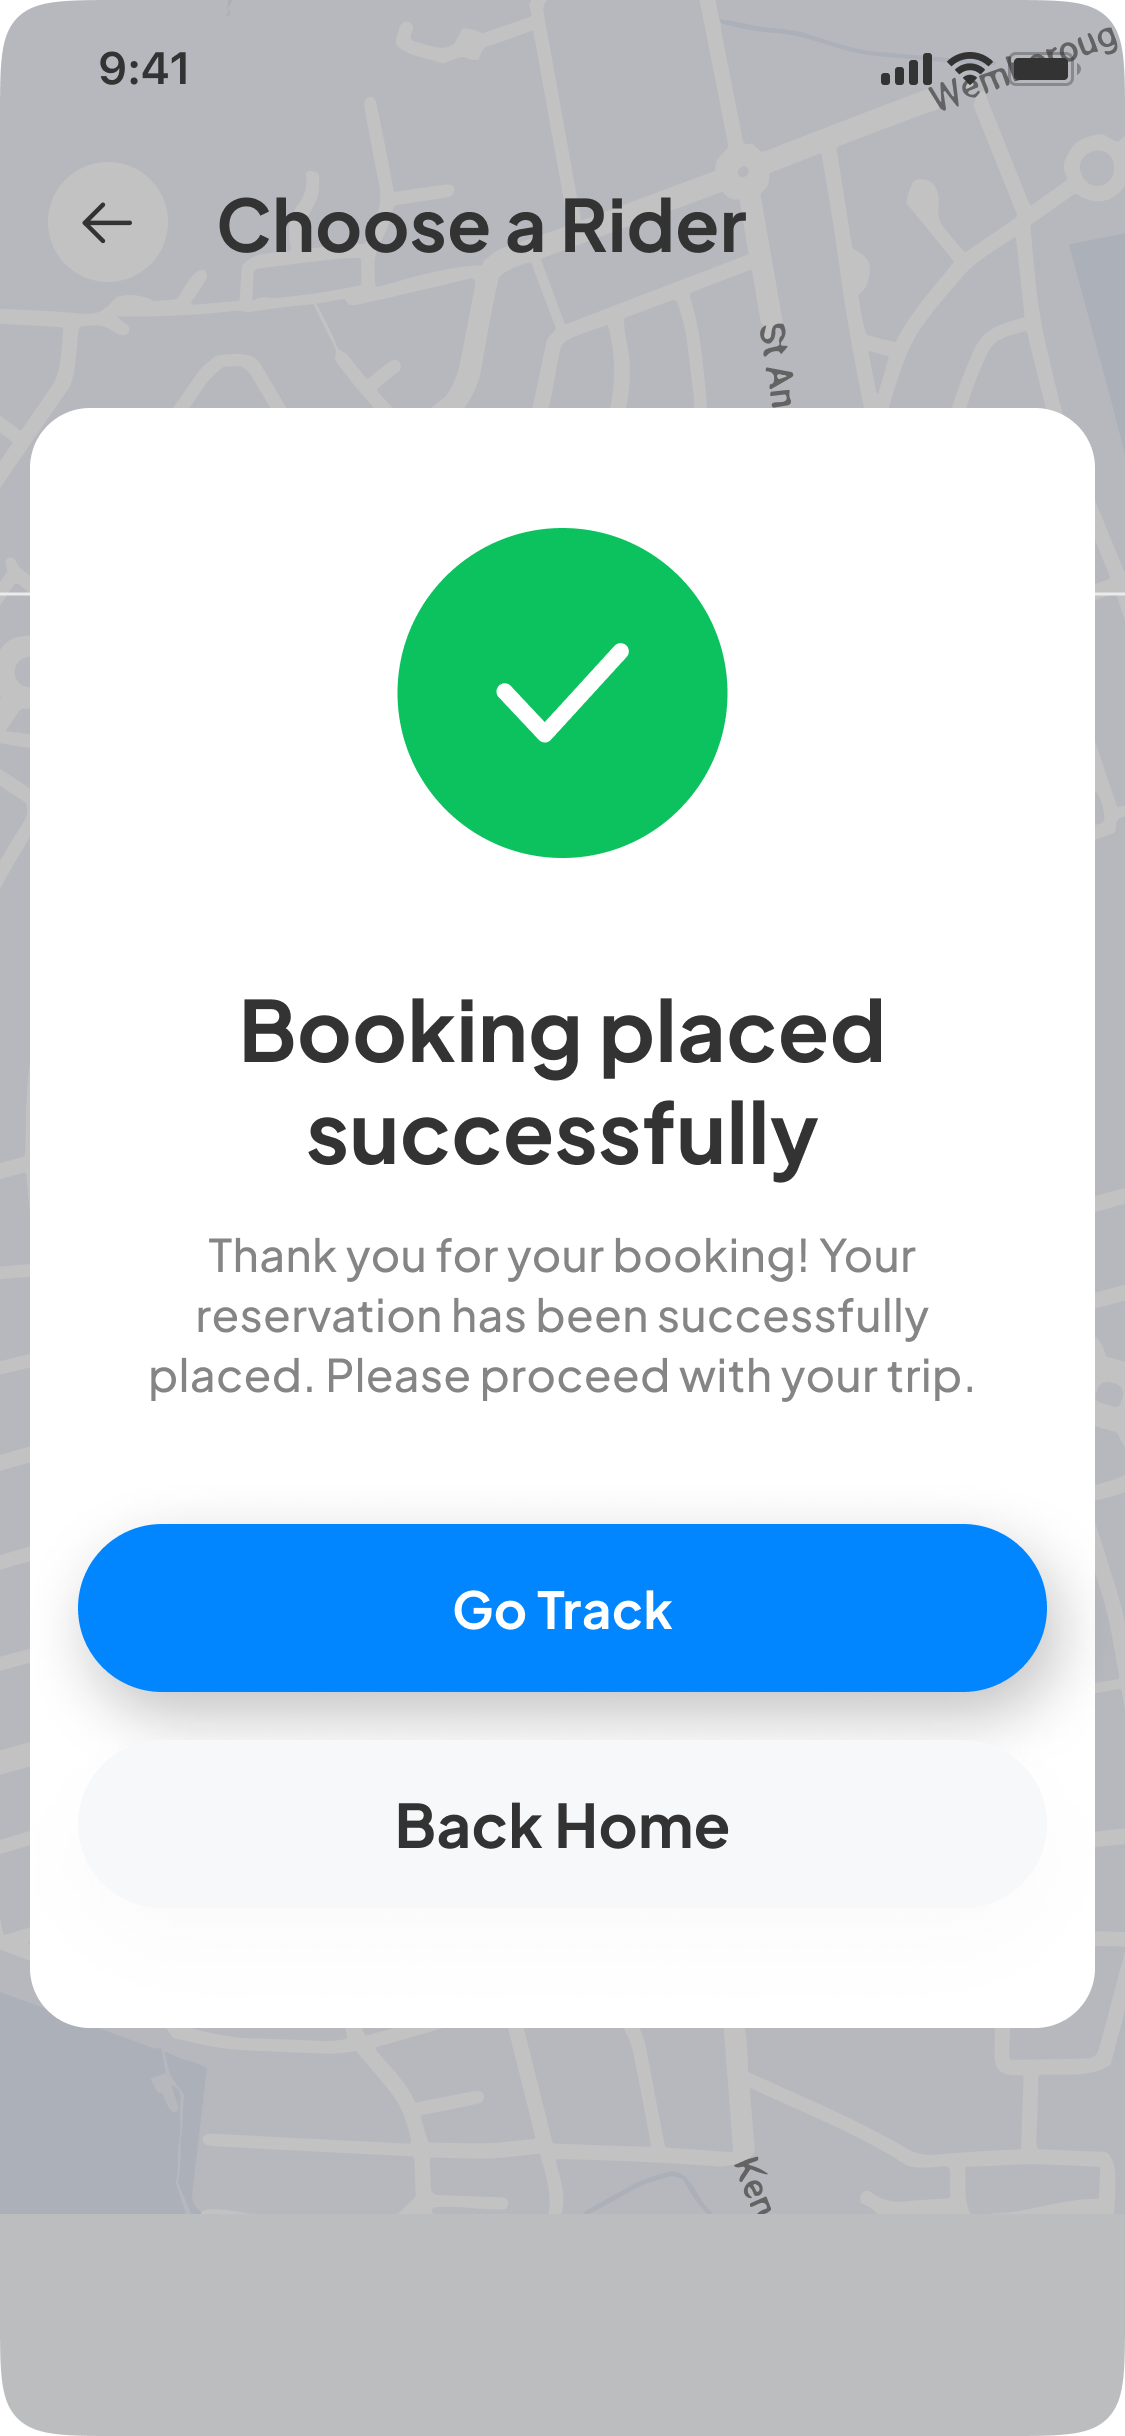 9:41
Choose a Rider
St An
Booking placed
successfully
Thank you for your booking! Your
reservation has been successfully
placed. Please proceed with your trip.
Go Track
Back Home
Ken